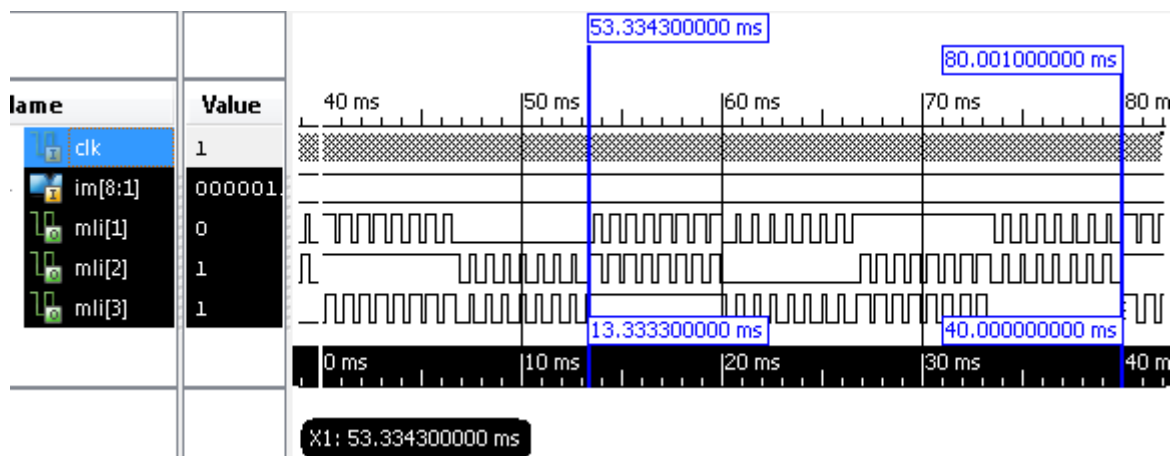 53.334300000 ms
80.001000000 ms
lame Value 40 ms 50 ms 60 ms 70 ms 80 m
clk 1
im[8:1] 000001.
mli[1] 0
mli[2] 1
mli[3] 1
13.333300000 ms 40.000000000 ms
0 ms 10 ms 20 ms 30 ms 40 m
X1: 53.334300000 ms